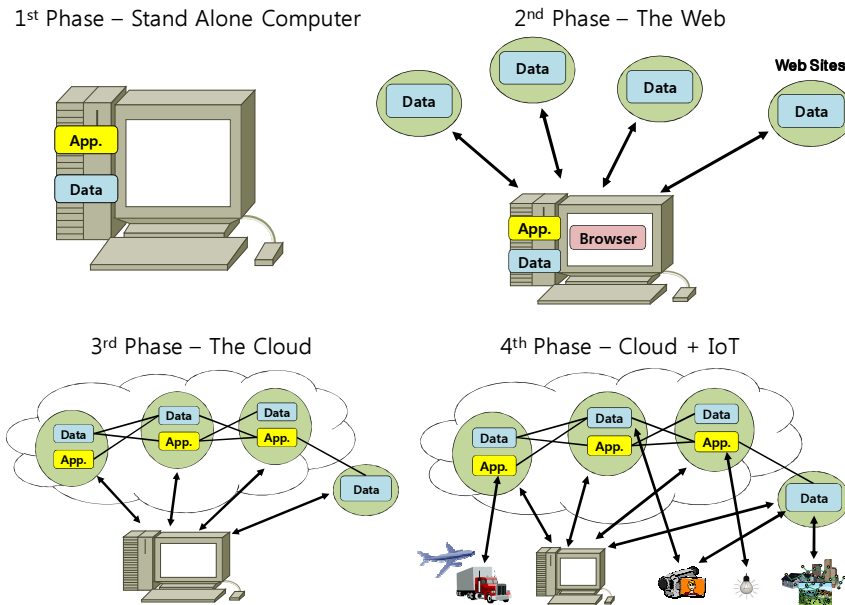 1st Phase – Stand Alone Computer
App.
Data
2nd Phase – The Web
Data
Data
Data
Web Sites
Data
App.
Browser
Data
3rd Phase – The Cloud
Data
App.
Data
App.
Data
App.
Data
4th Phase – Cloud + IoT
Data
App.
Data
App.
Data
App.
Data